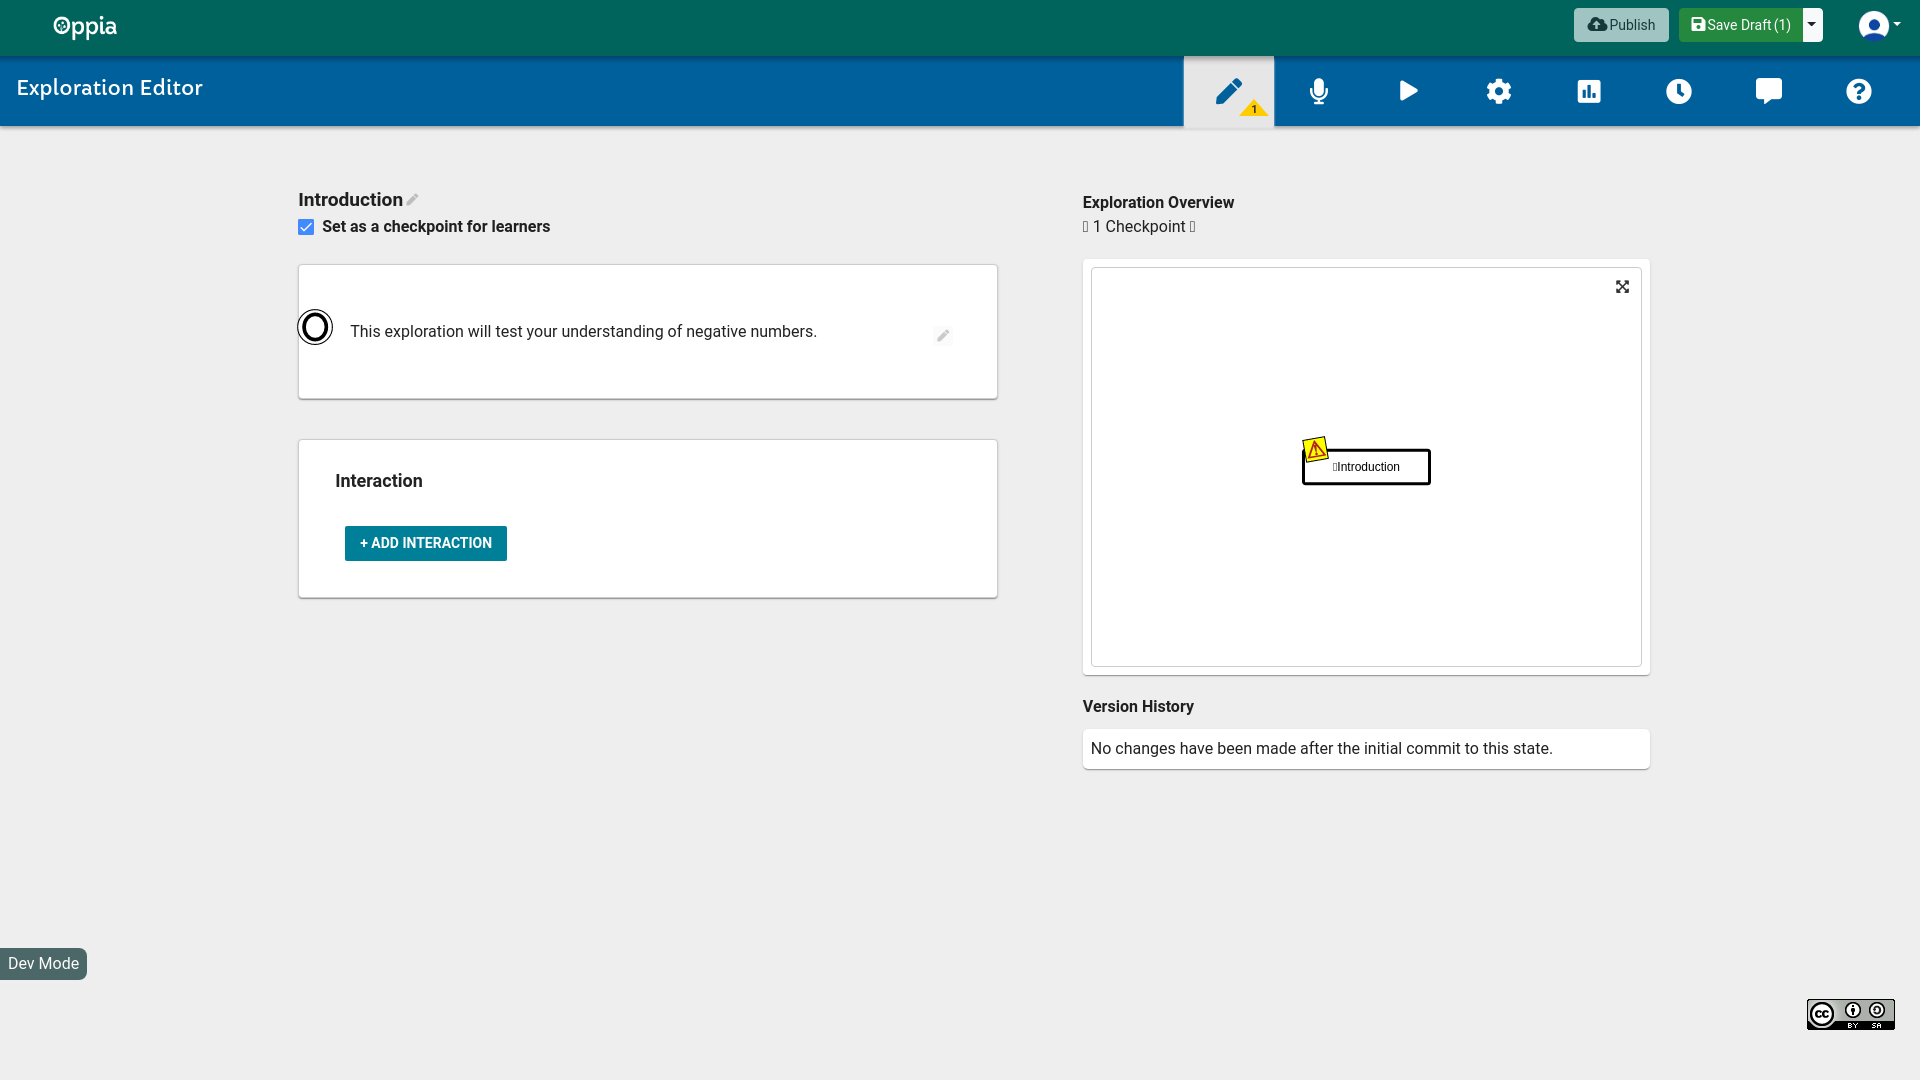 Oppia
Publish
Save Draft (1)
Exploration Editor
1
Introduction
Set as a checkpoint for learners
This exploration will test your understanding of negative numbers.
Interaction
+ ADD INTERACTION
Exploration Overview
1 Checkpoint
Introduction
Version History
No changes have been made after the initial commit to this state.
Dev Mode
CC BY SA